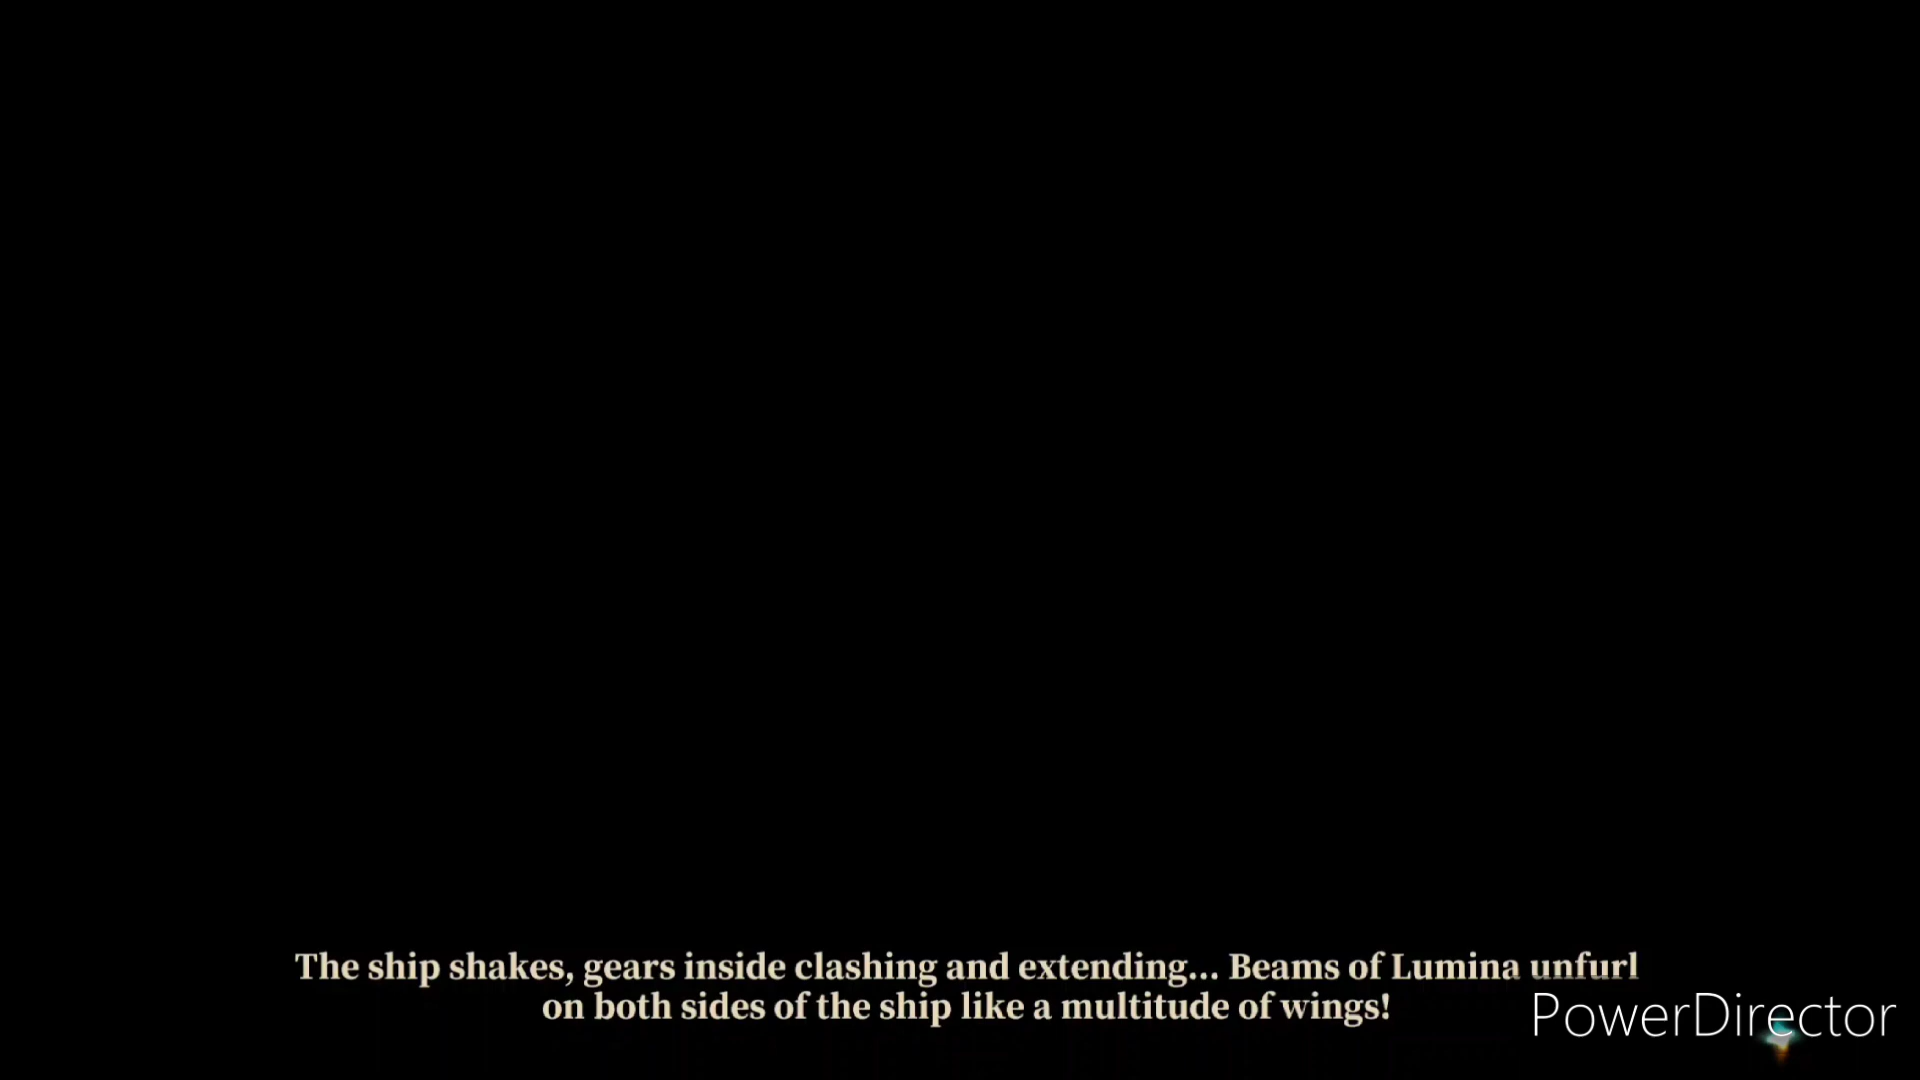 The ship shakes, gears inside clashing and extending... Beams of Lumina unfurl
on both sides of the ship like a multitude of wings!
PowerDirector